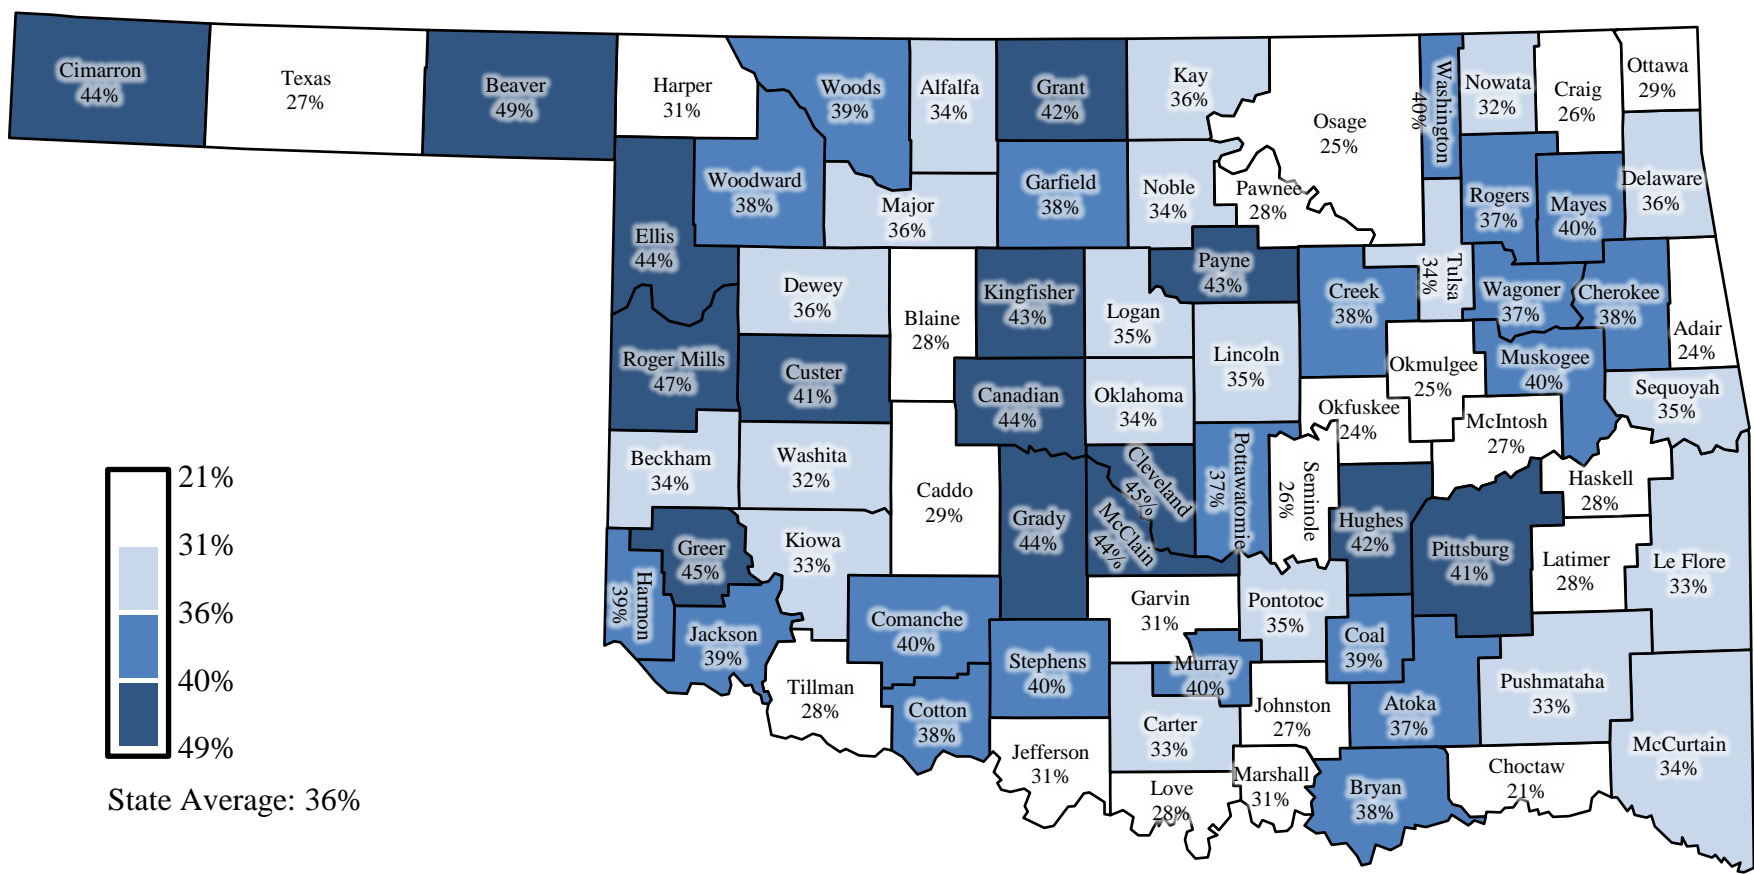 Cimarron
44%
Texas
27%
Beaver
49%
Harper
31%
Woods
39%
Alfalfa
34%
Grant
42%
Kay
36%
Osage
25%
Washington
40%
Nowata
32%
Craig
26%
Ottawa
29%
Woodward
38%
Major
36%
Garfield
38%
Noble
34%
Pawnee
28%
Rogers
37%
Mayes
40%
Delaware
36%
Ellis
44%
Dewey
36%
Blaine
28%
Kingfisher
43%
Logan
35%
Payne
43%
Creek
38%
Tulsa
34%
Wagoner
37%
Cherokee
38%
Adair
24%
Roger Mills
47%
Custer
41%
Canadian
44%
Oklahoma
34%
Lincoln
35%
Okmulgee
25%
Muskogee
40%
Sequoyah
35%
Okfuskee
24%
McIntosh
27%
Beckham
34%
Washita
32%
Caddo
29%
Grady
44%
Cleveland
45%
McClain
44%
Pottawatomie
37%
Seminole
26%
Hughes
42%
Pittsburg
41%
Haskell
28%
Latimer
28%
Le Flore
33%
Harmon
39%
Greer
45%
Kiowa
33%
Jackson
39%
Comanche
40%
Garvin
31%
Pontotoc
35%
Coal
39%
Tillman
28%
Cotton
38%
Stephens
40%
Murray
40%
Carter
33%
Johnston
27%
Atoka
37%
Pushmataha
33%
McCurtain
34%
Jefferson
31%
Love
28%
Marshall
31%
Bryan
38%
Choctaw
21%
21%
31%
36%
40%
49%
State Average: 36%